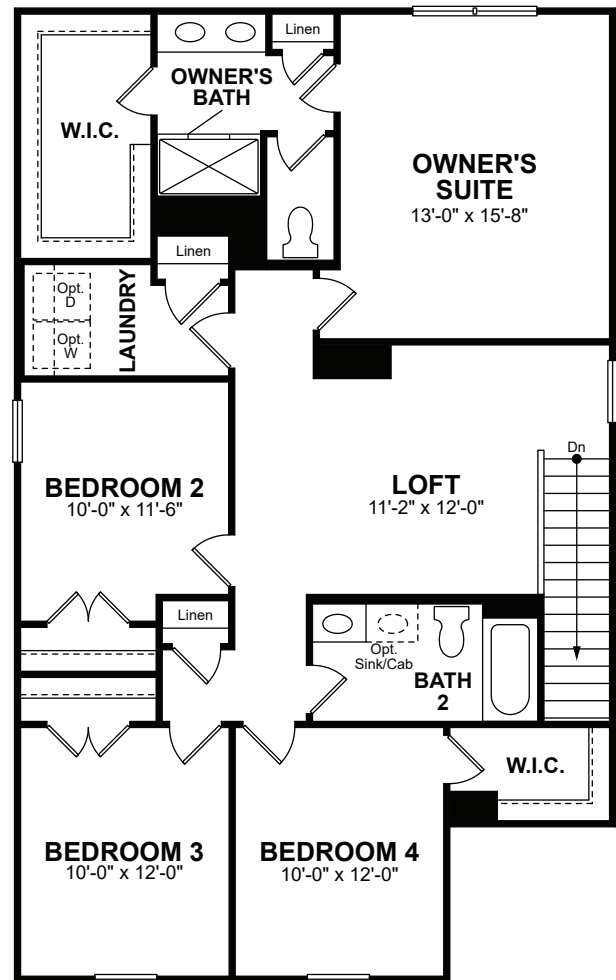 Linen
OWNER'S
BATH
W.I.C.
OWNER'S
SUITE
13'-0" x 15'-8"
Linen
LAUNDRY
Opt.
D
Opt.
W
Dn
BEDROOM 2
10'-0" x 11'-6"
LOFT
11'-2" x 12'-0"
Linen
Opt.
Sink/Cab
BATH
2
W.I.C.
BEDROOM 3
10'-0" x 12'-0"
BEDROOM 4
10'-0" x 12'-0"